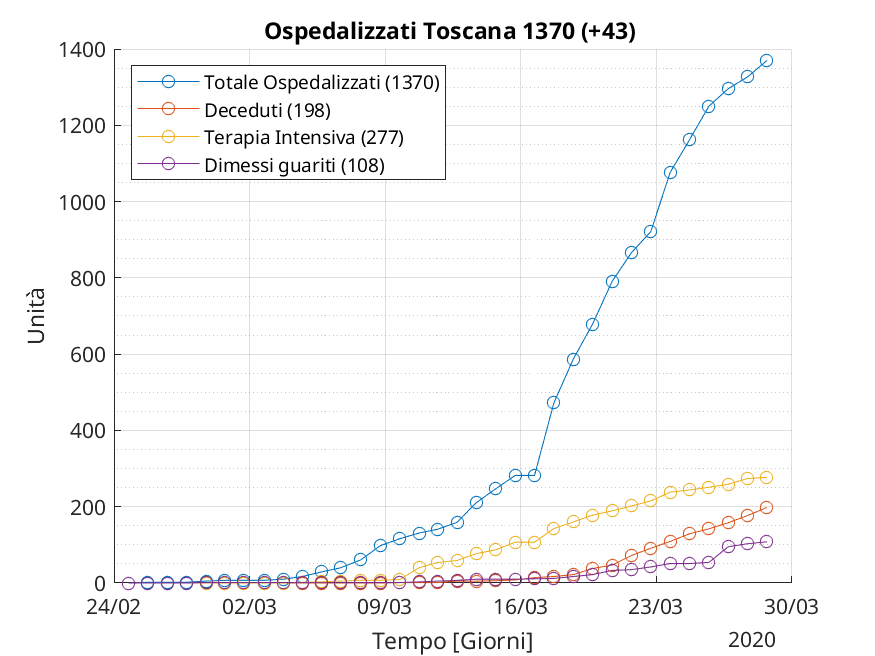 Ospedalizzati Toscana 1370 (+43)
1400
1200
1000
800
600
400
200
0
Unità
Totale Ospedalizzati (1370)
Deceduti (198)
Terapia Intensiva (277)
Dimessi guariti (108)
24/02 02/03 09/03 16/03 23/03 30/03
Tempo [Giorni]
2020